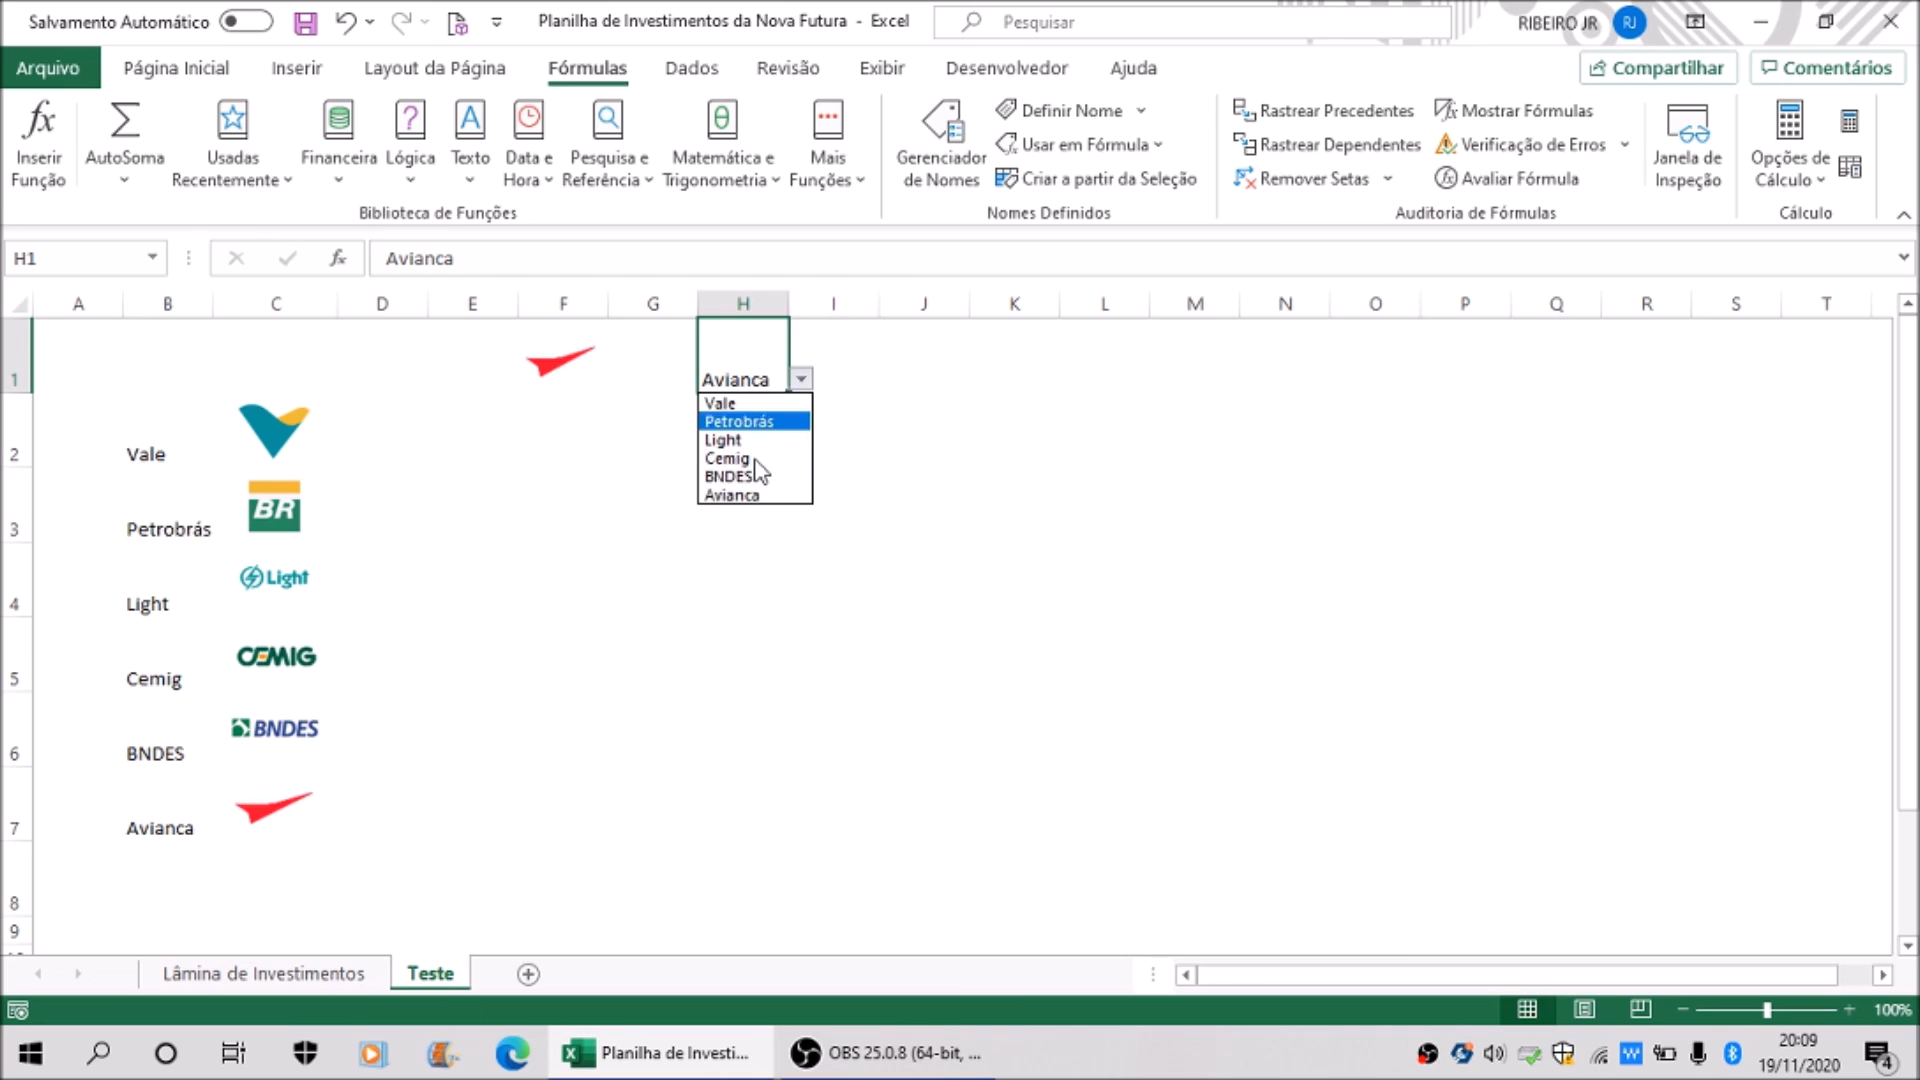 Salvamento Automático
Planilha de Investimentos da Nova Futura - Excel
Pesquisar
RIBEIRO JR
RJ
Arquivo
Página Inicial
Inserir
Layout da Página
Fórmulas
Dados
Revisão
Exibir
Desenvolvedor
Ajuda
Compartilhar
Comentários
Inserir
Função
AutoSoma
Usadas
Recentemente
Financeira
Lógica
Texto
Data e
Hora
Pesquisa e
Referência
Matemática e
Trigonometria
Mais
Funções
Biblioteca de Funções
Gerenciador
de Nomes
Definir Nome
Usar em Fórmula
Criar a partir da Seleção
Nomes Definidos
Rastrear Precedentes
Rastrear Dependentes
Remover Setas
Mostrar Fórmulas
Verificação de Erros
Avaliar Fórmula
Auditoria de Fórmulas
Janela de
Inspeção
Opções de
Cálculo
Cálculo
H1
fx
Avianca
A B C D E F G H I J K L M N O P Q R S T
1
Avianca
Vale
Petrobrás
Light
Cemig
BNDES
Avianca
2
Vale
3
Petrobrás
BR
4
Light
Light
5
Cemig
CEMIG
6
BNDES
BNDES
7
Avianca
8
9
Lâmina de Investimentos
Teste
100%
Planilha de Investi...
OBS 25.0.8 (64-bit, ...
20:09
19/11/2020
4